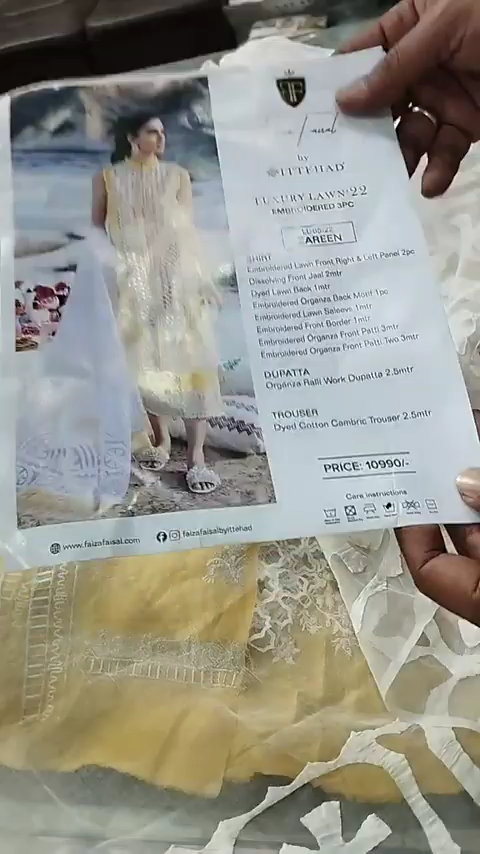 by
ITTEHAD
LUXURY LAWN'22
EMBROIDERED 3PC
AREEN
SHIRT
Embroidered Lawn Front Right & Left Panel 2pc
Dissolving Front Jaal 2mtr
Dyed Lawn Back 1mtr
Embroidered Organza Back Motif 1pc
Embroidered Lawn Saleeve 1mtr
Embroidered Front Border 1mtr
Embroidered Organza Front Patti 3mtr
Embroidered Organza Front Patti Two 3mtr
DUPATTA
Organza Ralli Work Dupatta 2.5mtr
TROUSER
Dyed Cotton Cambric Trouser 2.5mtr
PRICE: 10990/-
Care instructions
www.faizafaisal.com faizafaisalbyittehad